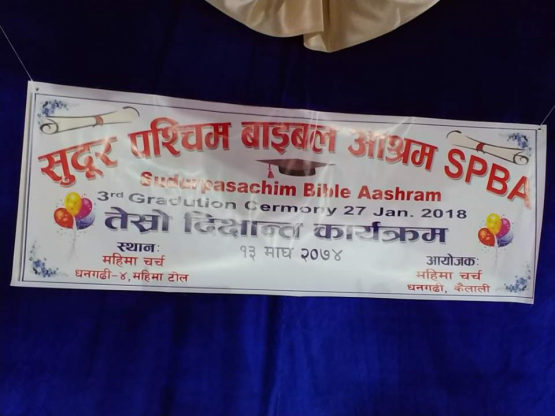 सुदूर पश्चिम बाइबल आश्रम SPBA
Sudurpasachim Bible Aashram
3rd Gradution Cermony 27 Jan. 2018
तेस्रो दिक्षान्त कार्यक्रम
१३ माघ २०७४
स्थान:
महिमा चर्च
धनगढी-४, महिमा टोल
आयोजक:
महिमा चर्च
धनगढी, कैलाली